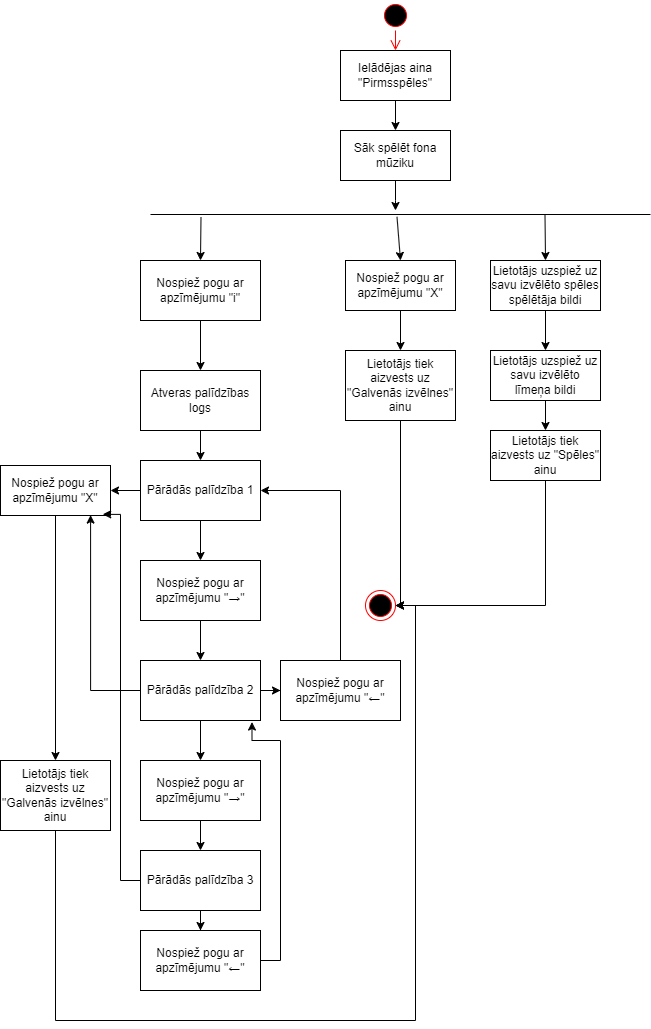 Ielādējas aina
"Pirmsspēles"
Sāk spēlēt fona
mūziku
Nospiež pogu ar
apzīmējumu "i"
Nospiež pogu ar
apzīmējumu "X"
Lietotājs uzspiež uz
savu izvēlēto spēles
spēlētāja bildi
Atveras palīdzības
logs
Lietotājs tiek
aizvests uz
"Galvenās izvēlnes"
ainu
Lietotājs uzspiež uz
savu izvēlēto
līmeņa bildi
Lietotājs tiek
aizvests uz "Spēles"
ainu
Nospiež pogu ar
apzīmējumu "X"
Pārādās palīdzība 1
Nospiež pogu ar
apzīmējumu "→"
Pārādās palīdzība 2
Nospiež pogu ar
apzīmējumu "←"
Lietotājs tiek
aizvests uz
"Galvenās izvēlnes"
ainu
Nospiež pogu ar
apzīmējumu "→"
Pārādās palīdzība 3
Nospiež pogu ar
apzīmējumu "←"